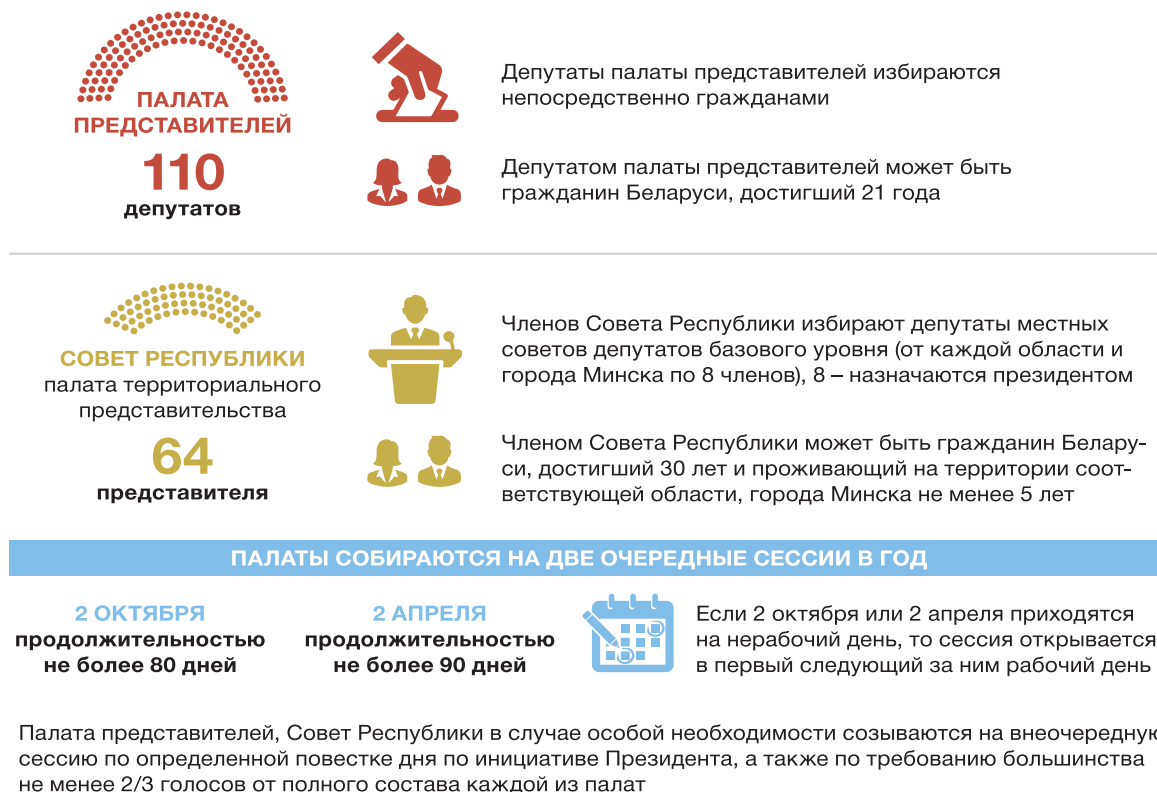 ПАЛАТА
ПРЕДСТАВИТЕЛЕЙ
110
депутатов
Депутаты палаты представителей избираются
непосредственно гражданами
Депутатом палаты представителей может быть
гражданин Беларуси, достигший 21 года
СОВЕТ РЕСПУБЛИКИ
палата территориального
представительства
64
представителя
Членов Совета Республики избирают депутаты местных
советов депутатов базового уровня (от каждой области и
города Минска по 8 членов), 8 – назначаются президентом
Членом Совета Республики может быть гражданин Белару-
си, достигший 30 лет и проживающий на территории соот-
ветствующей области, города Минска не менее 5 лет
ПАЛАТЫ СОБИРАЮТСЯ НА ДВЕ ОЧЕРЕДНЫЕ СЕССИИ В ГОД
2 ОКТЯБРЯ
продолжительностью
не более 80 дней
2 АПРЕЛЯ
продолжительностью
не более 90 дней
Если 2 октября или 2 апреля приходятся
на нерабочий день, то сессия открывается
в первый следующий за ним рабочий день
Палата представителей, Совет Республики в случае особой необходимости созываются на внеочередную
сессию по определенной повестке дня по инициативе Президента, а также по требованию большинства
не менее 2/3 голосов от полного состава каждой из палат